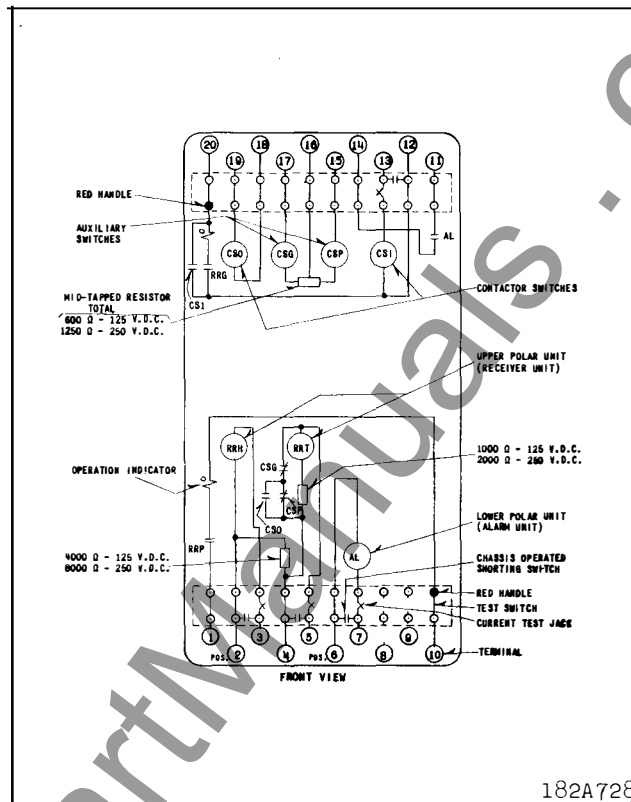 20 19 18 17 16 15 14 13 12 11
RED HANDLE
AUXILIARY
SWITCHES
AL
CSO CSG CSP CSI
RRG
CS1
CONTACTOR SWITCHES
MID-TAPPED RESISTOR
TOTAL
600 Ω - 125 V.D.C.
1250 Ω - 250 V.D.C.
UPPER POLAR UNIT
(RECEIVER UNIT)
RRH RRT
CSG
1000 Ω - 125 V.D.C.
2000 Ω - 250 V.D.C.
OPERATION INDICATOR
CSP
CSO
LOWER POLAR UNIT
(ALARM UNIT)
RRP
4000 Ω - 125 V.D.C.
8000 Ω - 250 V.D.C.
AL
CHASSIS OPERATED
SHORTING SWITCH
RED HANDLE
TEST SWITCH
CURRENT TEST JACK
1 2 3 4 5 6 7 8 9 10
POS. POS.
TERMINAL
FRONT VIEW
182A728
artManuals .